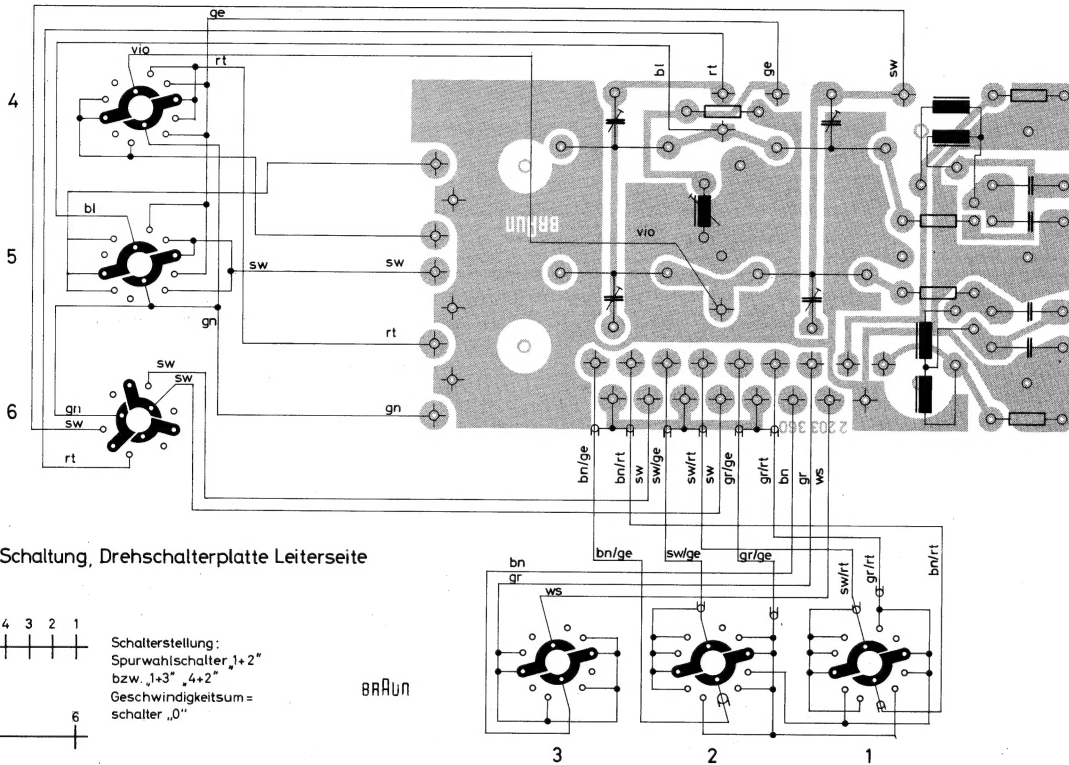 ge
vio
rt
bl
rt
ge
sw
4
BRAUN
bl
vio
5
sw
sw
gn
rt
sw
sw
gn
sw
rt
6
gn
2 203 360
bn/ge
bn/rt
sw
sw/ge
sw/rt
sw
gr/ge
gr/rt
bn
gr
ws
Schaltung, Drehschalterplatte Leiterseite
bn/ge
sw/ge
gr/ge
sw/rt
gr/rt
bn/rt
bn
gr
ws
4 3 2 1
Schalterstellung:
Spurwahlschalter „1+2"
bzw. „1+3" „4+2"
Geschwindigkeitsum=
schalter „0"
BRAUN
6
3
2
1